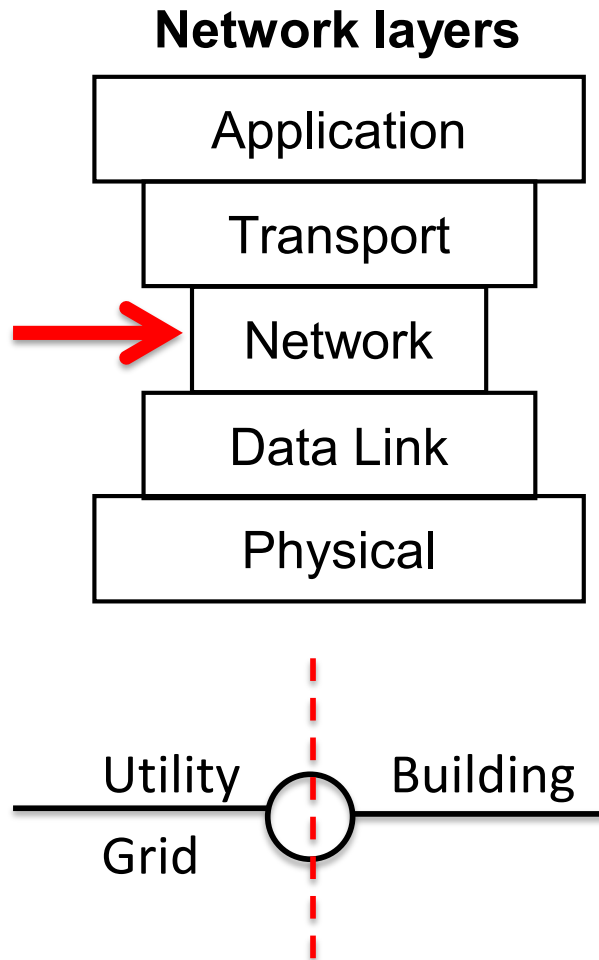 Network layers
Application
Transport
Network
Data Link
Physical
Utility
Building
Grid